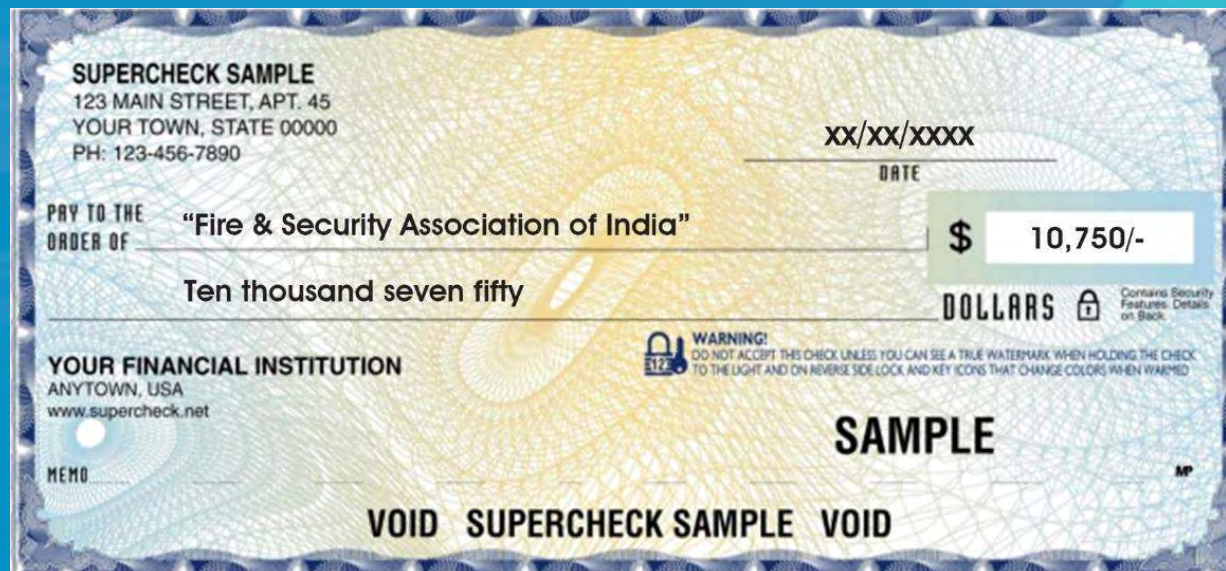 SUPERCHECK SAMPLE
123 MAIN STREET, APT. 45
YOUR TOWN, STATE 00000
PH: 123-456-7890
xx/xx/xxxx
DATE
PAY TO THE
ORDER OF
“Fire & Security Association of India”
$ 10,750/-
Ten thousand seven fifty
DOLLARS
Contains Security
Features. Details
on Back.
WARNING!
DO NOT ACCEPT THIS CHECK UNLESS YOU CAN SEE A TRUE WATERMARK WHEN HOLDING THE CHECK
TO THE LIGHT AND ON REVERSE SIDE LOCK AND KEY ICONS THAT CHANGE COLORS WHEN WARMED
123
YOUR FINANCIAL INSTITUTION
ANYTOWN, USA
www.supercheck.net
SAMPLE
MEMO
MP
VOID SUPERCHECK SAMPLE VOID